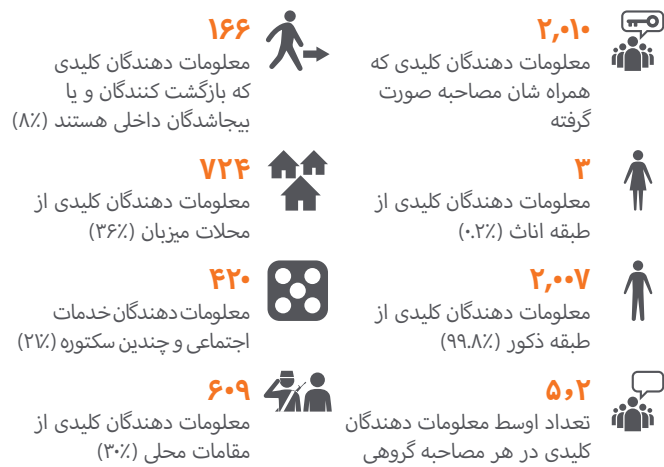 ۲,۰۱۰
معلومات دهندگان کلیدی که
همراه شان مصاحبه صورت
گرفته
۱۶۶
معلومات دهندگان کلیدی
که بازگشت کنندگان و یا
بیجاشدگان داخلی هستند (۸٪)
۳
معلومات دهندگان کلیدی از
طبقه اناث (۰.۲٪)
۷۲۴
معلومات دهندگان کلیدی از
محلات میزبان (۳۶٪)
۲,۰۰۷
معلومات دهندگان کلیدی از
طبقه ذکور (۹۹.۸٪)
۴۲۰
معلومات دهندگان خدمات
اجتماعی و چندین سکتوره (۲۱٪)
۵,۰۲
تعداد اوسط معلومات دهندگان
کلیدی در هر مصاحبه گروهی
۶۰۹
معلومات دهندگان کلیدی از
مقامات محلی (۳۰٪)